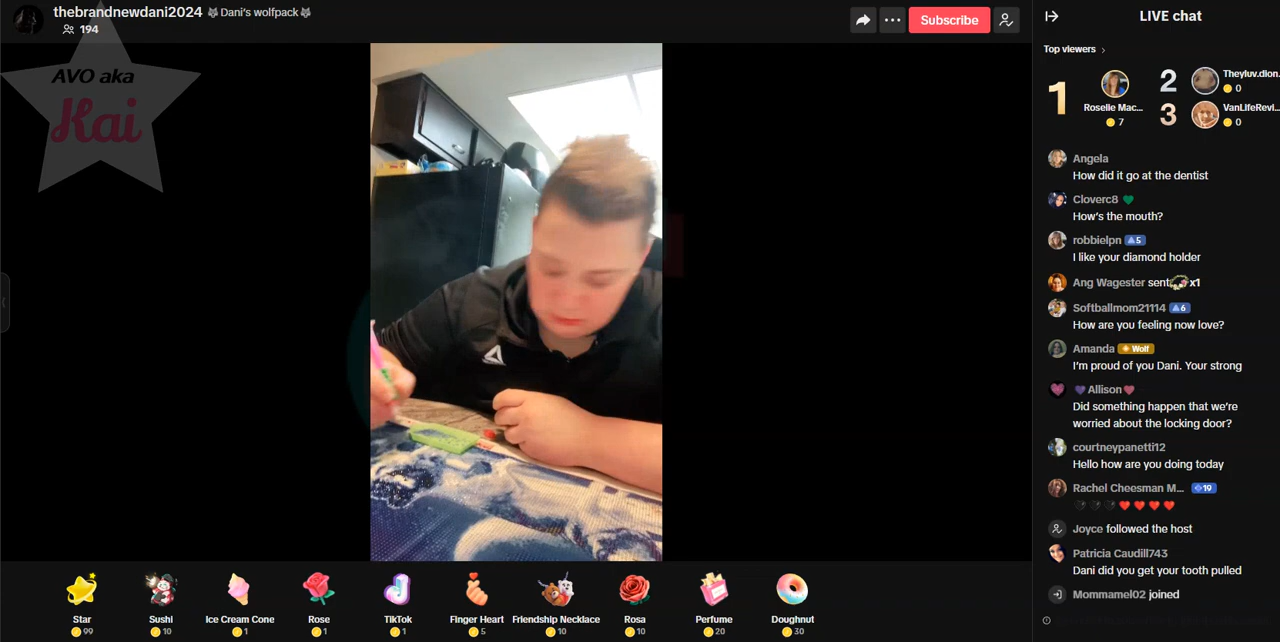 thebrandnewdani2024 🐺Dani's wolfpack🐺
194
Subscribe
AVO aka
Kai
LIVE chat
Top viewers
1
Roselle Mac...
7
2
Theyluv.dion.
0
3
VanLifeRevi...
0
Angela
How did it go at the dentist
Cloverc8 💚
How's the mouth?
robbielpn 5
I like your diamond holder
Ang Wagester sent x1
Softballmom21114 6
How are you feeling now love?
Amanda Wolf
I'm proud of you Dani. Your strong
💜Allison❤
Did something happen that we're
worried about the locking door?
courtneypanetti12
Hello how are you doing today
Rachel Cheesman M... 19
🖤🖤🖤❤❤❤❤
Joyce followed the host
Patricia Caudill743
Dani did you get your tooth pulled
Mommamel02 joined
Star
99
Sushi
10
Ice Cream Cone
1
Rose
1
TikTok
1
Finger Heart
5
Friendship Necklace
10
Rosa
10
Perfume
20
Doughnut
30